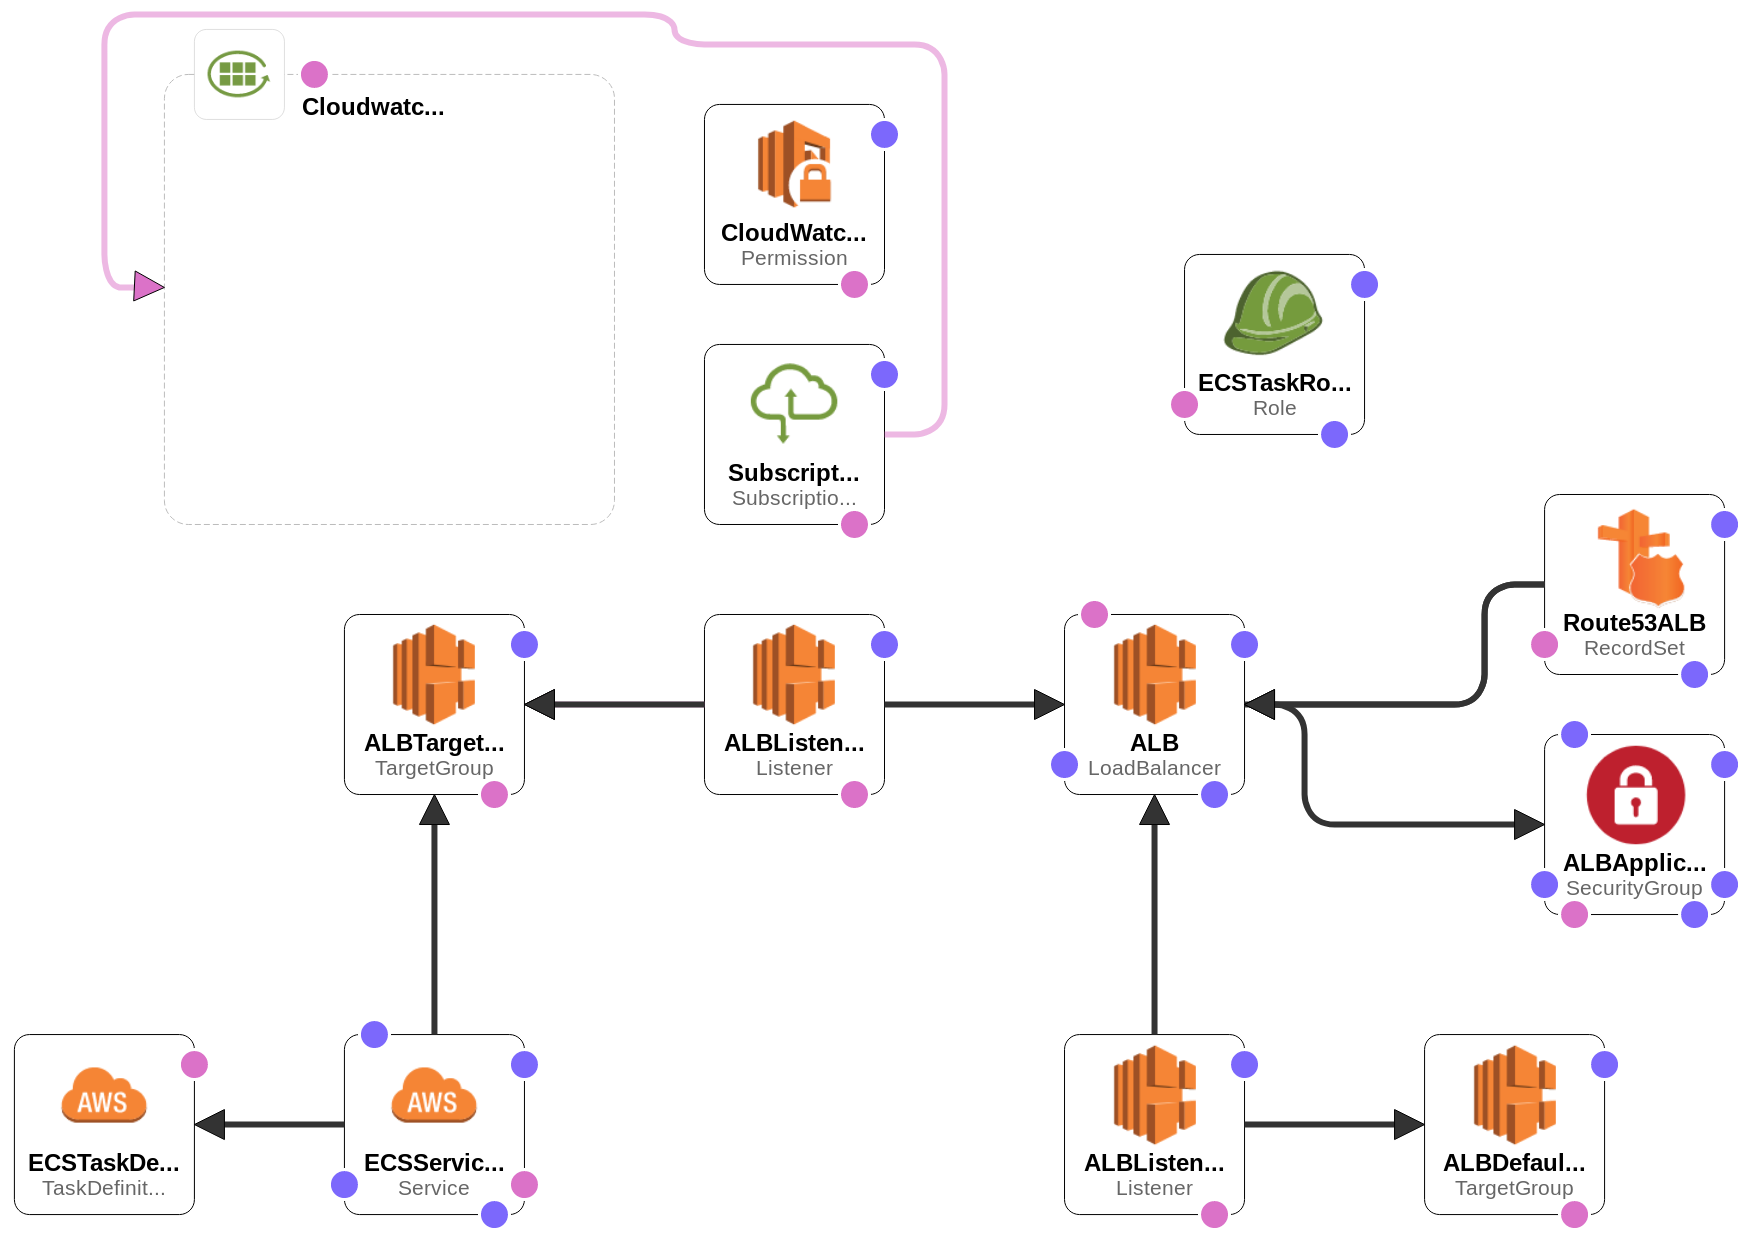 Cloudwatc...
CloudWatc...
Permission
ECSTaskRo...
Role
Subscript...
Subscriptio...
Route53ALB
RecordSet
ALBTarget...
TargetGroup
ALBListen...
Listener
ALB
LoadBalancer
ALBApplic...
SecurityGroup
AWS
ECSTaskDe...
TaskDefinit...
AWS
ECSServic...
Service
ALBListen...
Listener
ALBDefaul...
TargetGroup